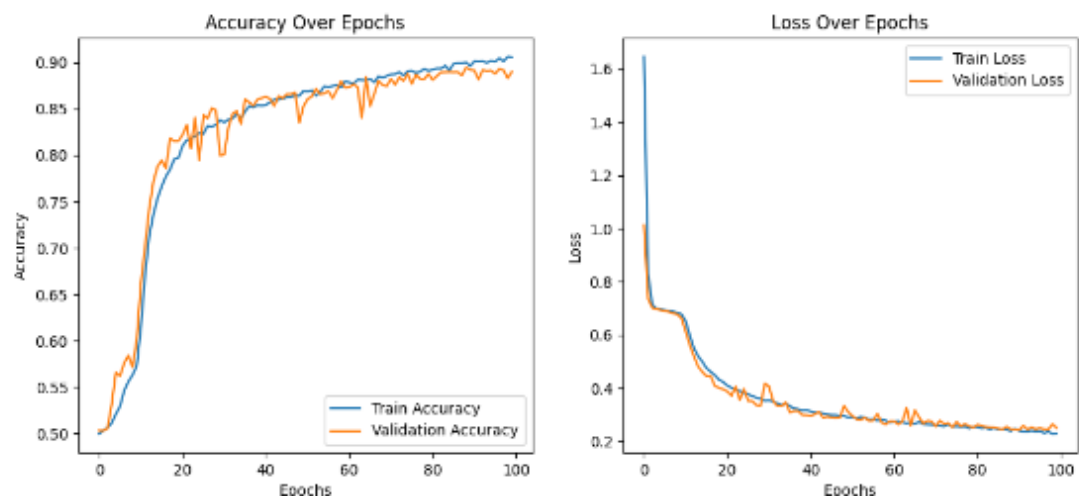 Accuracy Over Epochs
0.90
0.85
0.80
0.75
0.70
0.65
0.60
0.55
0.50
Accuracy
0 20 40 60 80 100
Epochs
Train Accuracy
Validation Accuracy
Loss Over Epochs
1.6
1.4
1.2
1.0
0.8
0.6
0.4
0.2
Loss
0 20 40 60 80 100
Epochs
Train Loss
Validation Loss